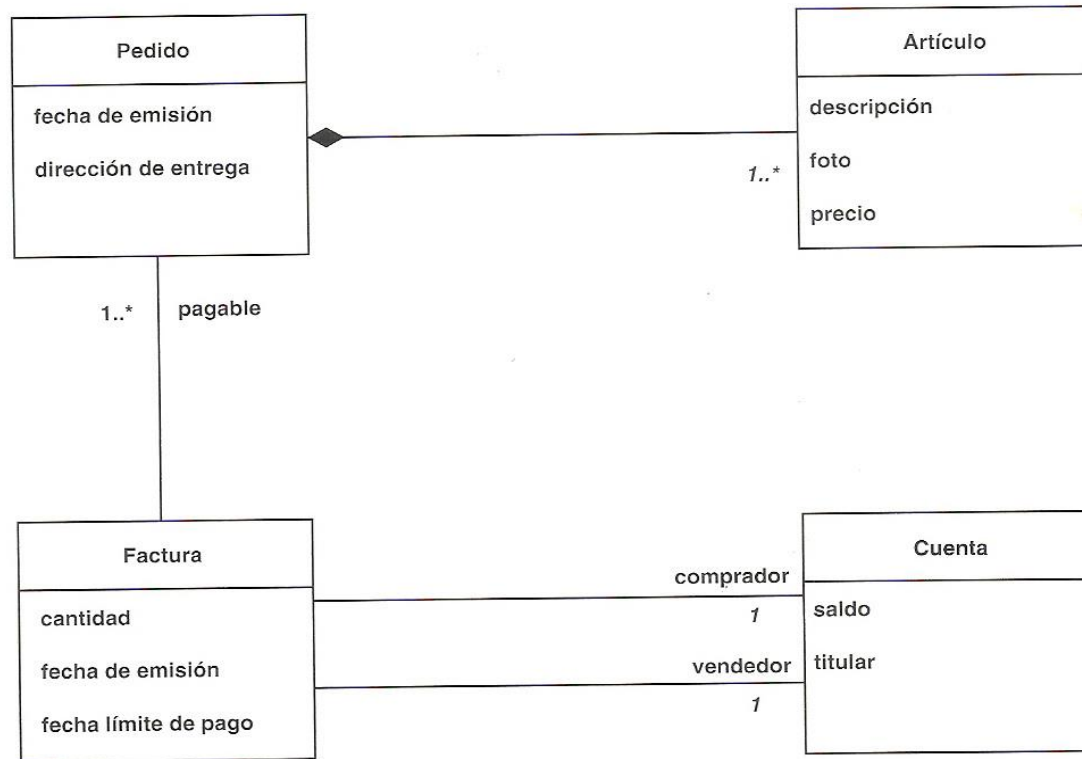 Pedido
fecha de emisión
dirección de entrega
Artículo
descripción
foto
precio
1..*
1..*
pagable
Factura
cantidad
fecha de emisión
fecha límite de pago
comprador
1
vendedor
1
Cuenta
saldo
titular